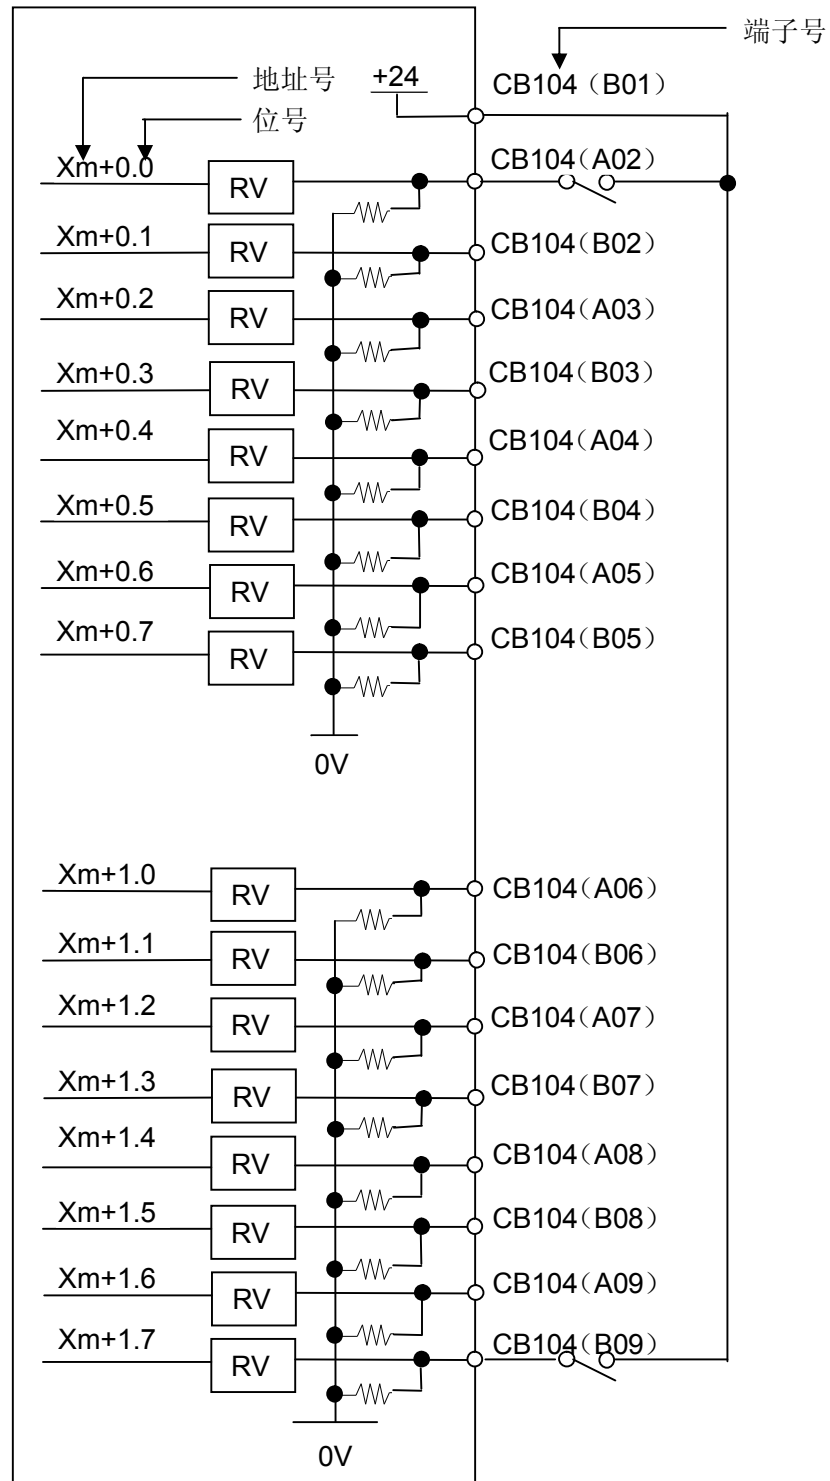 端子号
地址号
+24
CB104（B01）
位号
Xm+0.0
RV
CB104（A02）
Xm+0.1
RV
CB104（B02）
Xm+0.2
RV
CB104（A03）
Xm+0.3
RV
CB104（B03）
Xm+0.4
RV
CB104（A04）
Xm+0.5
RV
CB104（B04）
Xm+0.6
RV
CB104（A05）
Xm+0.7
RV
CB104（B05）
0V
Xm+1.0
RV
CB104（A06）
Xm+1.1
RV
CB104（B06）
Xm+1.2
RV
CB104（A07）
Xm+1.3
RV
CB104（B07）
Xm+1.4
RV
CB104（A08）
Xm+1.5
RV
CB104（B08）
Xm+1.6
RV
CB104（A09）
Xm+1.7
RV
CB104（B09）
0V